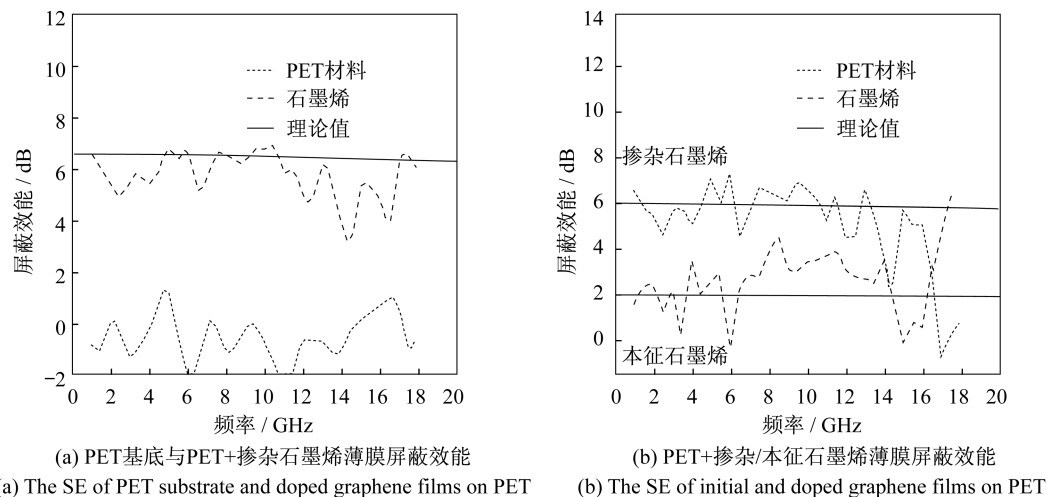 12
10
8
6
4
2
0
−2
屏蔽效能 / dB
PET材料
石墨烯
理论值
0 2 4 6 8 10 12 14 16 18 20
频率 / GHz
(a) PET基底与PET+掺杂石墨烯薄膜屏蔽效能
(a) The SE of PET substrate and doped graphene films on PET
14
12
10
8
6
4
2
0
屏蔽效能 / dB
PET材料
石墨烯
理论值
掺杂石墨烯
本征石墨烯
0 2 4 6 8 10 12 14 16 18 20
频率 / GHz
(b) PET+掺杂/本征石墨烯薄膜屏蔽效能
(b) The SE of initial and doped graphene films on PET